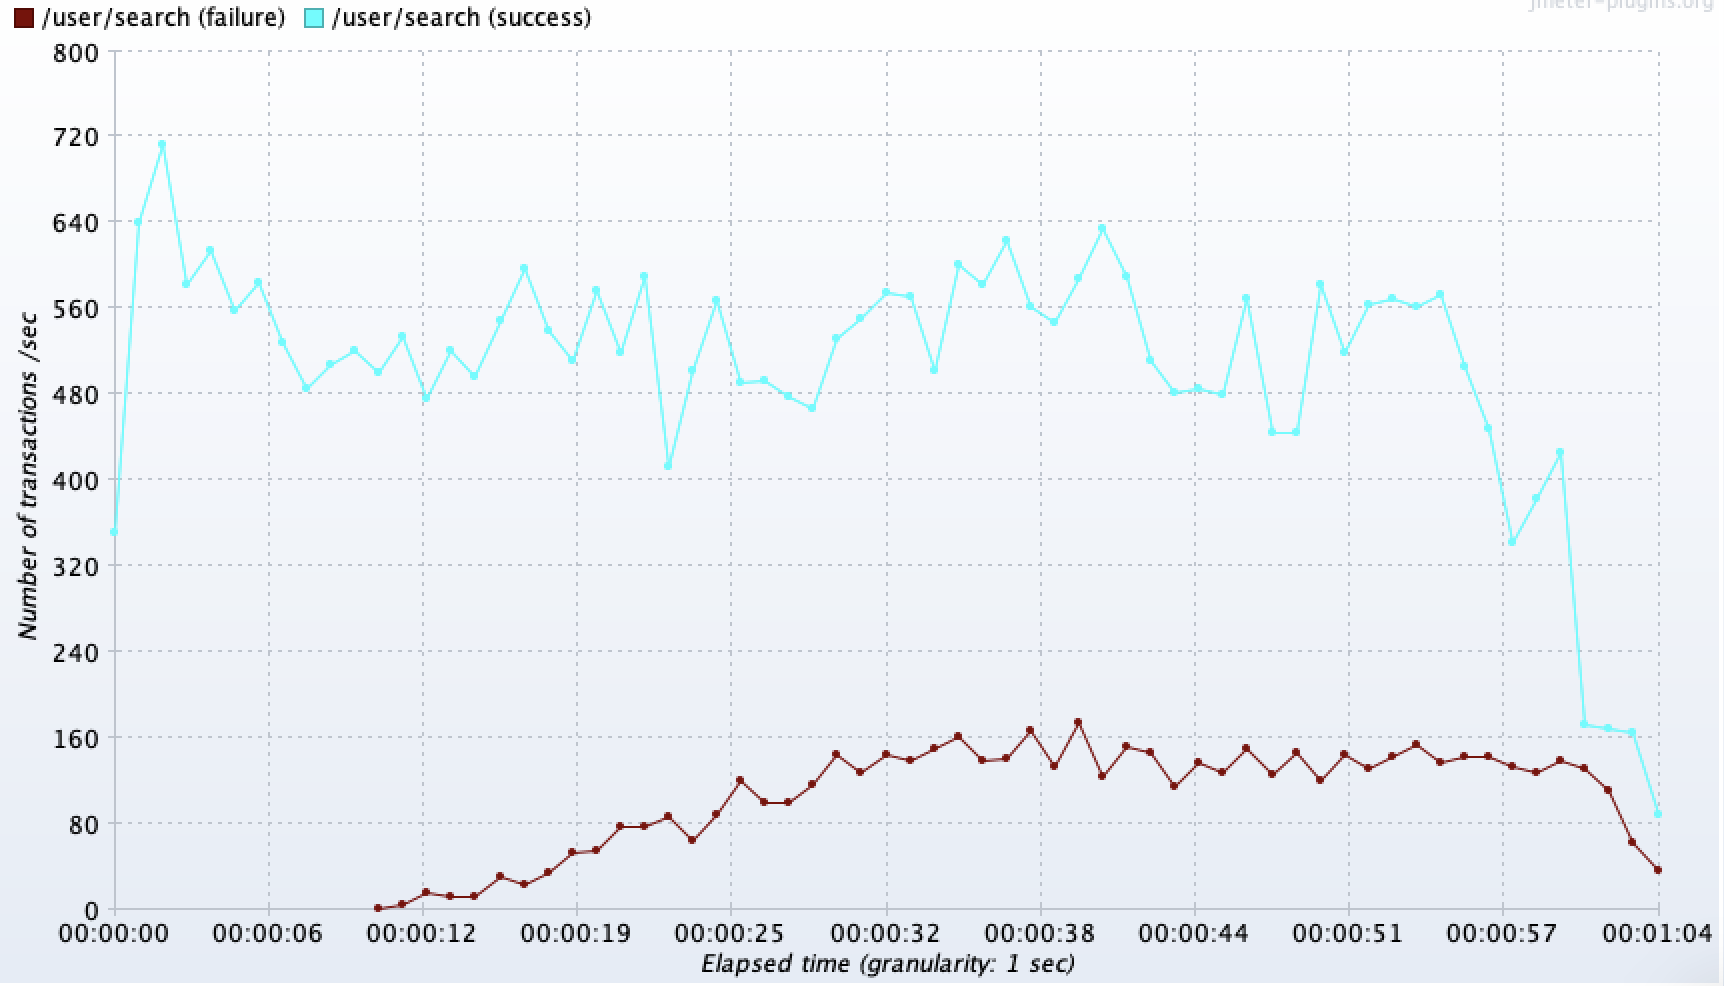 jmeter-plugins.org
/user/search (failure) /user/search (success)
800
720
640
560
480
400
320
240
160
80
0
Number of transactions /sec
00:00:00 00:00:06 00:00:12 00:00:19 00:00:25 00:00:32 00:00:38 00:00:44 00:00:51 00:00:57 00:01:04
Elapsed time (granularity: 1 sec)